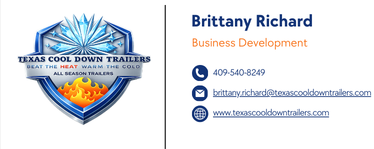 TEXAS COOL DOWN TRAILERS
BEAT THE HEAT WARM THE COLD
ALL SEASON TRAILERS
Brittany Richard
Business Development
409-540-8249
brittany.richard@texascooldowntrailers.com
www.texascooldowntrailers.com